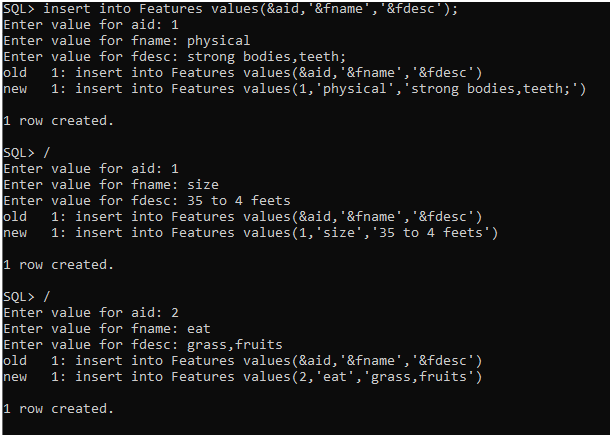 SQL> insert into Features values(&aid,'&fname','&fdesc');
Enter value for aid: 1
Enter value for fname: physical
Enter value for fdesc: strong bodies,teeth;
old   1: insert into Features values(&aid,'&fname','&fdesc')
new   1: insert into Features values(1,'physical','strong bodies,teeth;')
1 row created.
SQL> /
Enter value for aid: 1
Enter value for fname: size
Enter value for fdesc: 35 to 4 feets
old   1: insert into Features values(&aid,'&fname','&fdesc')
new   1: insert into Features values(1,'size','35 to 4 feets')
1 row created.
SQL> /
Enter value for aid: 2
Enter value for fname: eat
Enter value for fdesc: grass,fruits
old   1: insert into Features values(&aid,'&fname','&fdesc')
new   1: insert into Features values(2,'eat','grass,fruits')
1 row created.